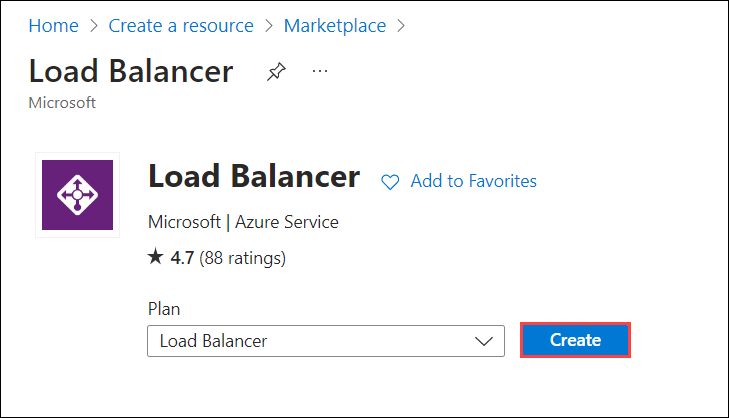 Home > Create a resource > Marketplace >
Load Balancer ...
Microsoft
Load Balancer Add to Favorites
Microsoft | Azure Service
★ 4.7 (88 ratings)
Plan
Load Balancer Create